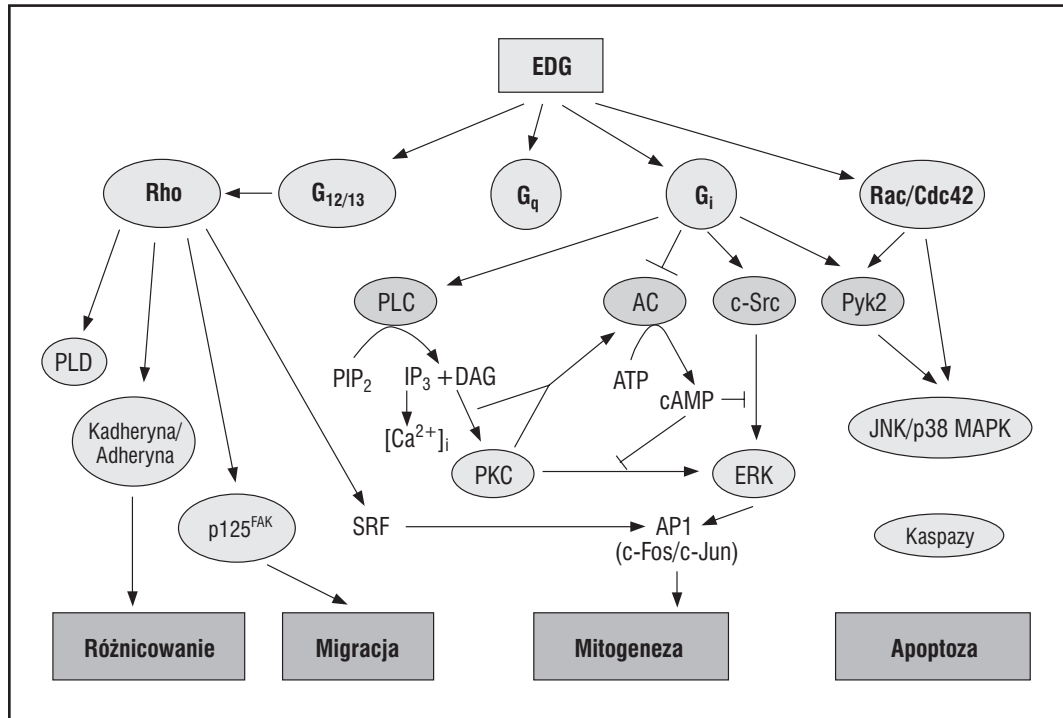 EDG
Rho
G12/13
Gq
Gi
Rac/Cdc42
PLC
AC
c-Src
Pyk2
PLD
PIP2
IP3 + DAG
ATP
cAMP
[Ca2+]i
Kadheryna/
Adheryna
JNK/p38 MAPK
PKC
ERK
p125FAK
SRF
AP1
(c-Fos/c-Jun)
Kaspazy
Różnicowanie
Migracja
Mitogeneza
Apoptoza